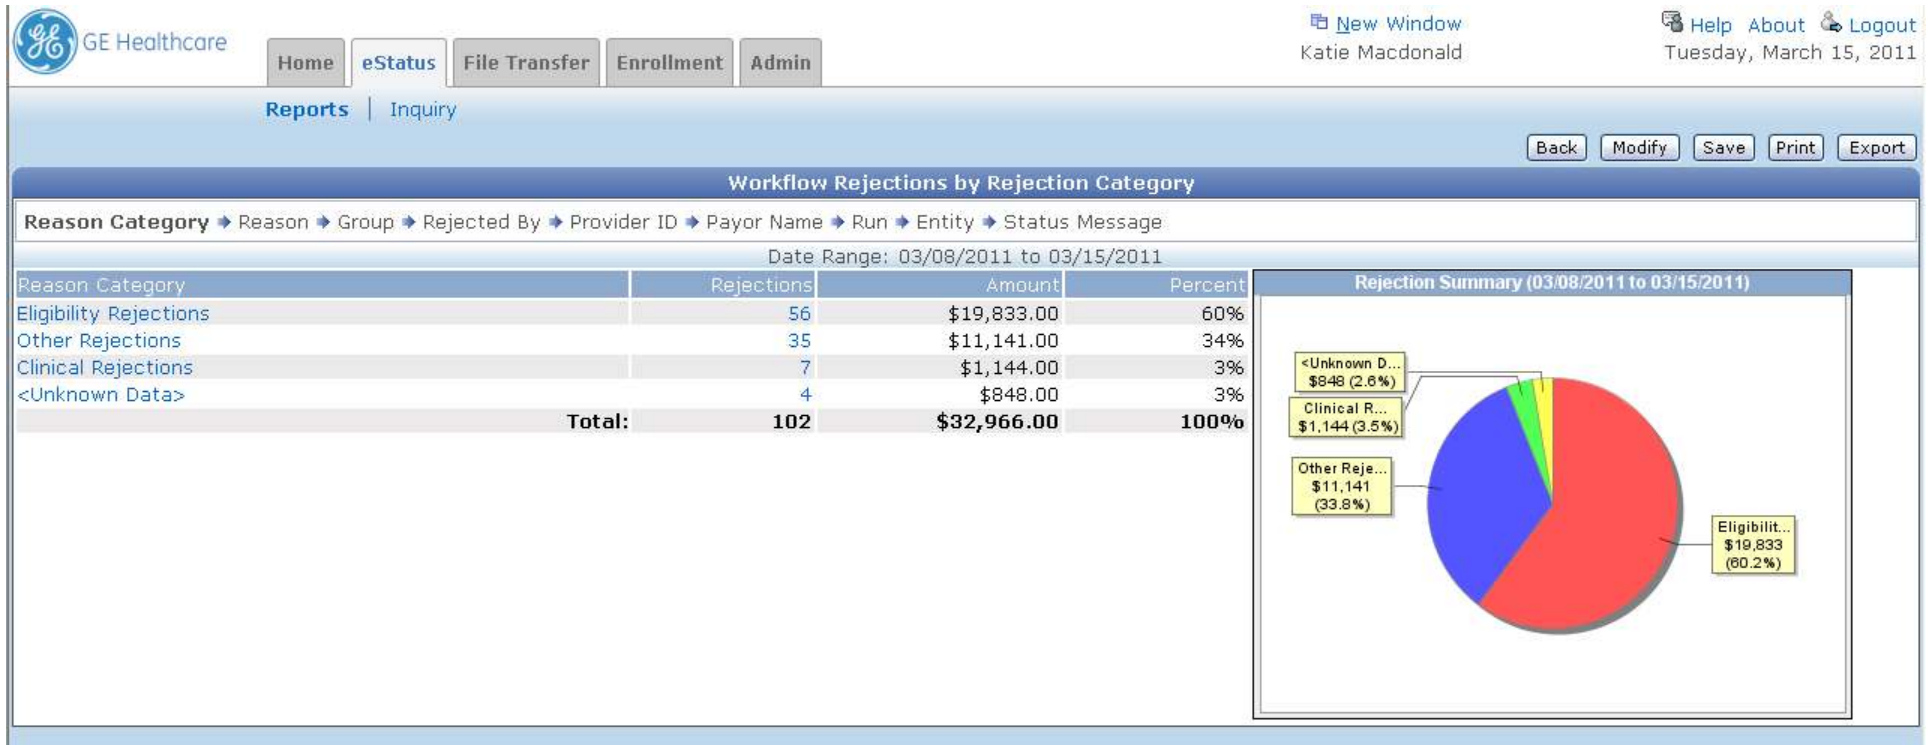 GE Healthcare
Home eStatus File Transfer Enrollment Admin
New Window
Katie Macdonald
Help About Logout
Tuesday, March 15, 2011
Reports | Inquiry
Back Modify Save Print Export
Workflow Rejections by Rejection Category
Reason Category Reason Group Rejected By Provider ID Payor Name Run Entity Status Message
Date Range: 03/08/2011 to 03/15/2011
Reason Category Rejections Amount Percent
Eligibility Rejections 56 $19,833.00 60%
Other Rejections 35 $11,141.00 34%
Clinical Rejections 7 $1,144.00 3%
<Unknown Data> 4 $848.00 3%
Total: 102 $32,966.00 100%
Rejection Summary (03/08/2011 to 03/15/2011)
<Unknown D...
$848 (2.6%)
Clinical R...
$1,144 (3.5%)
Other Reje...
$11,141
(33.8%)
Eligibilit...
$19,833
(60.2%)